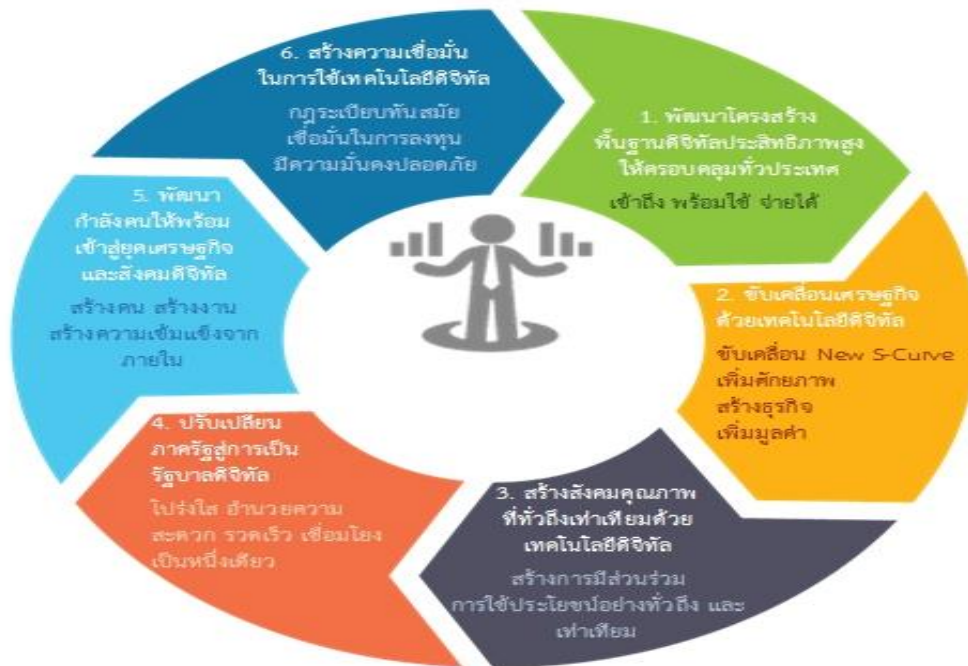 6. สร้างความเชื่อมั่น
ในการใช้เทคโนโลยีดิจิทัล
กฎระเบียบทันสมัย
เชื่อมั่นในการลงทุน
มีความมั่นคงปลอดภัย
1. พัฒนาโครงสร้าง
พื้นฐานดิจิทัลประสิทธิภาพสูง
ให้ครอบคลุมทั่วประเทศ
เข้าถึง พร้อมใช้ จ่ายได้
2. ขับเคลื่อนเศรษฐกิจ
ด้วยเทคโนโลยีดิจิทัล
ขับเคลื่อน New S-Curve
เพิ่มศักยภาพ
สร้างธุรกิจ
เพิ่มมูลค่า
3. สร้างสังคมคุณภาพ
ที่ทั่วถึงเท่าเทียมด้วย
เทคโนโลยีดิจิทัล
สร้างการมีส่วนร่วม
การใช้ประโยชน์อย่างทั่วถึง และ
เท่าเทียม
4. ปรับเปลี่ยน
ภาครัฐสู่การเป็น
รัฐบาลดิจิทัล
โปร่งใส อำนวยความ
สะดวก รวดเร็ว เชื่อมโยง
เป็นหนึ่งเดียว
5. พัฒนา
กำลังคนให้พร้อม
เข้าสู่ยุคเศรษฐกิจ
และสังคมดิจิทัล
สร้างคน สร้างงาน
สร้างความเข้มแข็งจาก
ภายใน